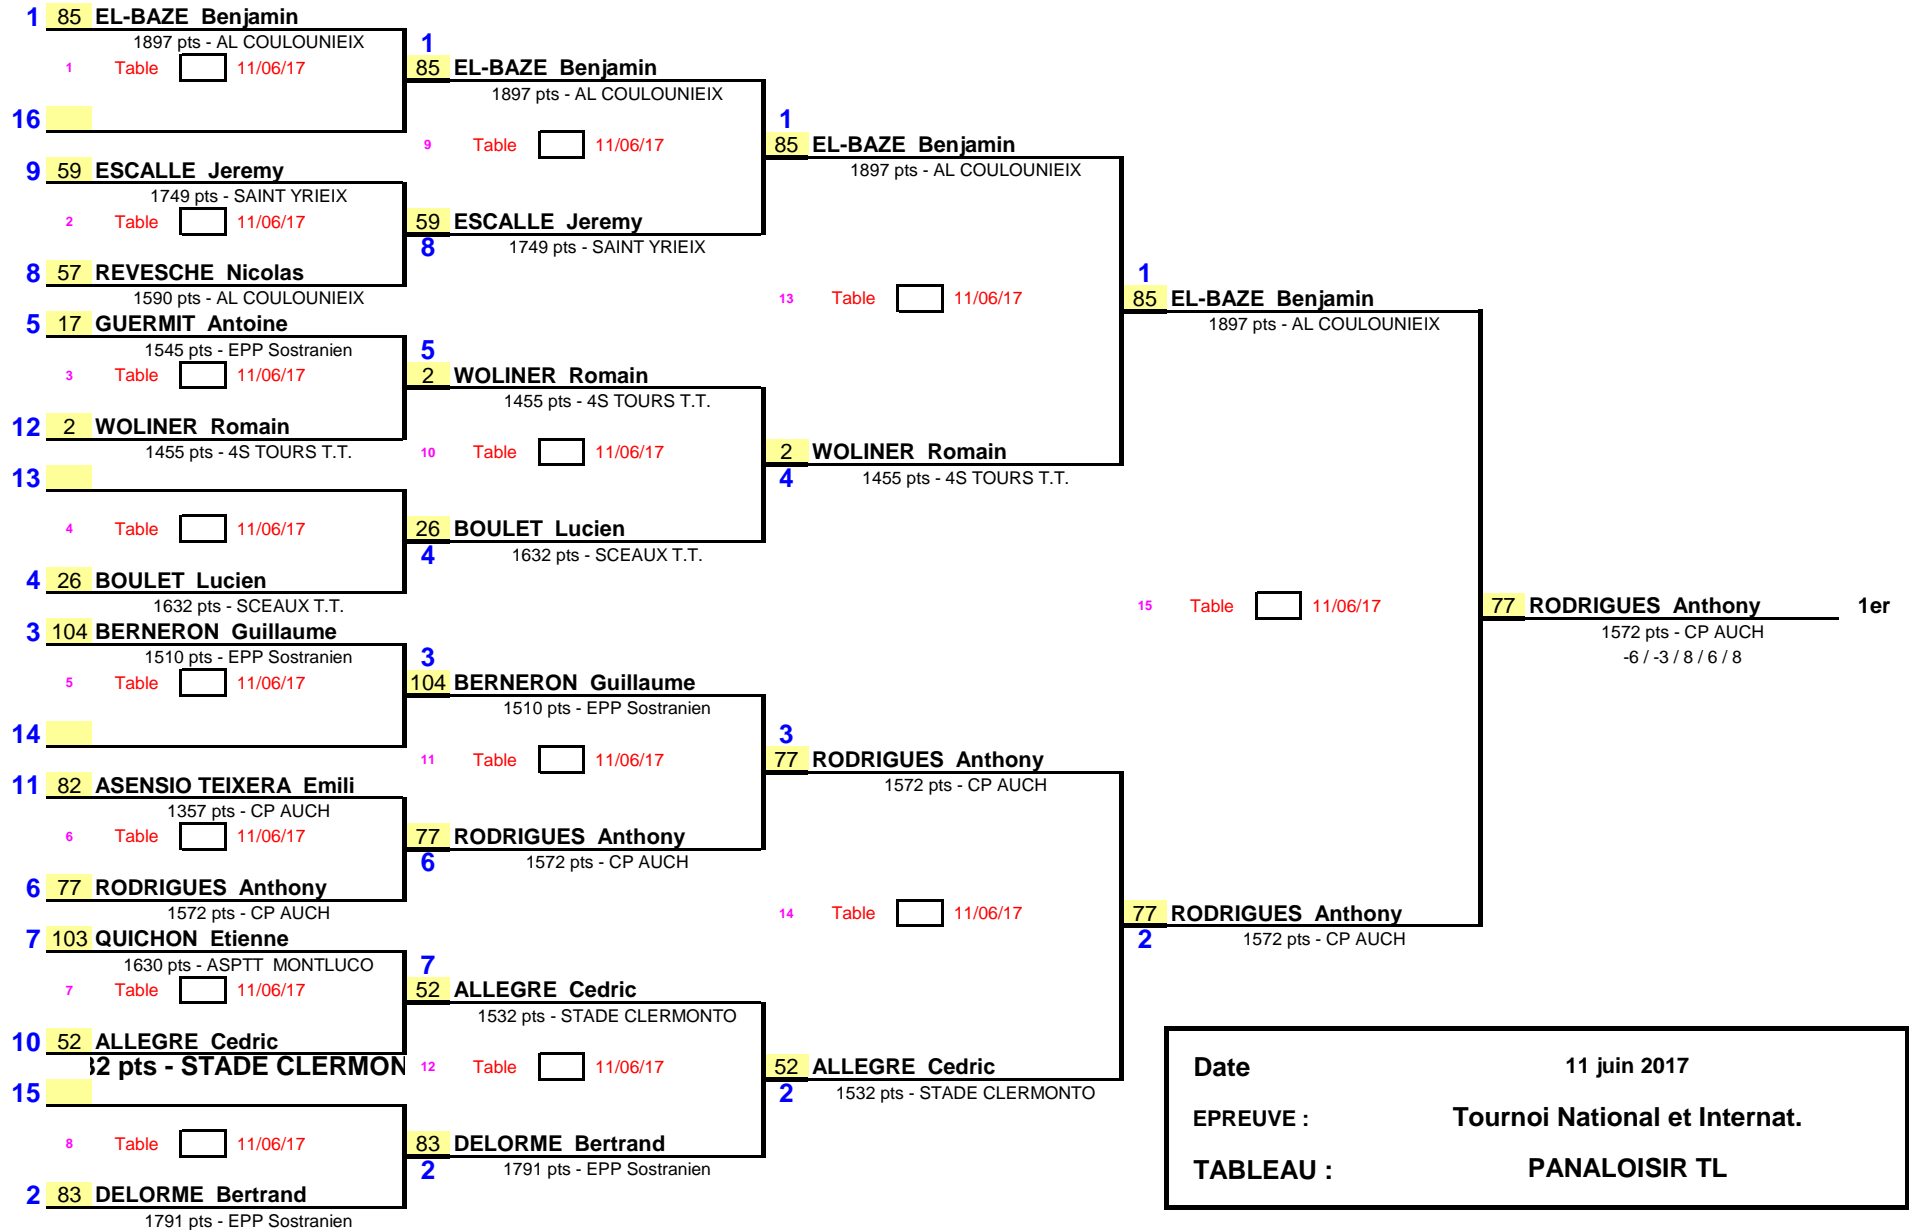 1 85 EL-BAZE Benjamin
1897 pts - AL COULOUNIEIX
1 Table 11/06/17
16
9 59 ESCALLE Jeremy
1749 pts - SAINT YRIEIX
2 Table 11/06/17
8 57 REVESCHE Nicolas
1590 pts - AL COULOUNIEIX
5 17 GUERMIT Antoine
1545 pts - EPP Sostranien
3 Table 11/06/17
12 2 WOLINER Romain
1455 pts - 4S TOURS T.T.
13
4 Table 11/06/17
4 26 BOULET Lucien
1632 pts - SCEAUX T.T.
3 104 BERNERON Guillaume
1510 pts - EPP Sostranien
5 Table 11/06/17
14
11 82 ASENSIO TEIXERA Emili
1357 pts - CP AUCH
6 Table 11/06/17
6 77 RODRIGUES Anthony
1572 pts - CP AUCH
7 103 QUICHON Etienne
1630 pts - ASPTT MONTLUCO
7 Table 11/06/17
10 52 ALLEGRE Cedric
32 pts - STADE CLERMON
15
8 Table 11/06/17
2 83 DELORME Bertrand
1791 pts - EPP Sostranien
1
85 EL-BAZE Benjamin
1897 pts - AL COULOUNIEIX
9 Table 11/06/17
59 ESCALLE Jeremy
8 1749 pts - SAINT YRIEIX
5
2 WOLINER Romain
1455 pts - 4S TOURS T.T.
10 Table 11/06/17
26 BOULET Lucien
4 1632 pts - SCEAUX T.T.
3
104 BERNERON Guillaume
1510 pts - EPP Sostranien
11 Table 11/06/17
77 RODRIGUES Anthony
6 1572 pts - CP AUCH
7
52 ALLEGRE Cedric
1532 pts - STADE CLERMONTO
12 Table 11/06/17
83 DELORME Bertrand
2 1791 pts - EPP Sostranien
1
85 EL-BAZE Benjamin
1897 pts - AL COULOUNIEIX
13 Table 11/06/17
2 WOLINER Romain
4 1455 pts - 4S TOURS T.T.
3
77 RODRIGUES Anthony
1572 pts - CP AUCH
14 Table 11/06/17
52 ALLEGRE Cedric
2 1532 pts - STADE CLERMONTO
1
85 EL-BAZE Benjamin
1897 pts - AL COULOUNIEIX
15 Table 11/06/17
77 RODRIGUES Anthony
2 1572 pts - CP AUCH
77 RODRIGUES Anthony 1er
1572 pts - CP AUCH
-6 / -3 / 8 / 6 / 8
Date 11 juin 2017
EPREUVE : Tournoi National et Internat.
TABLEAU : PANALOISIR TL